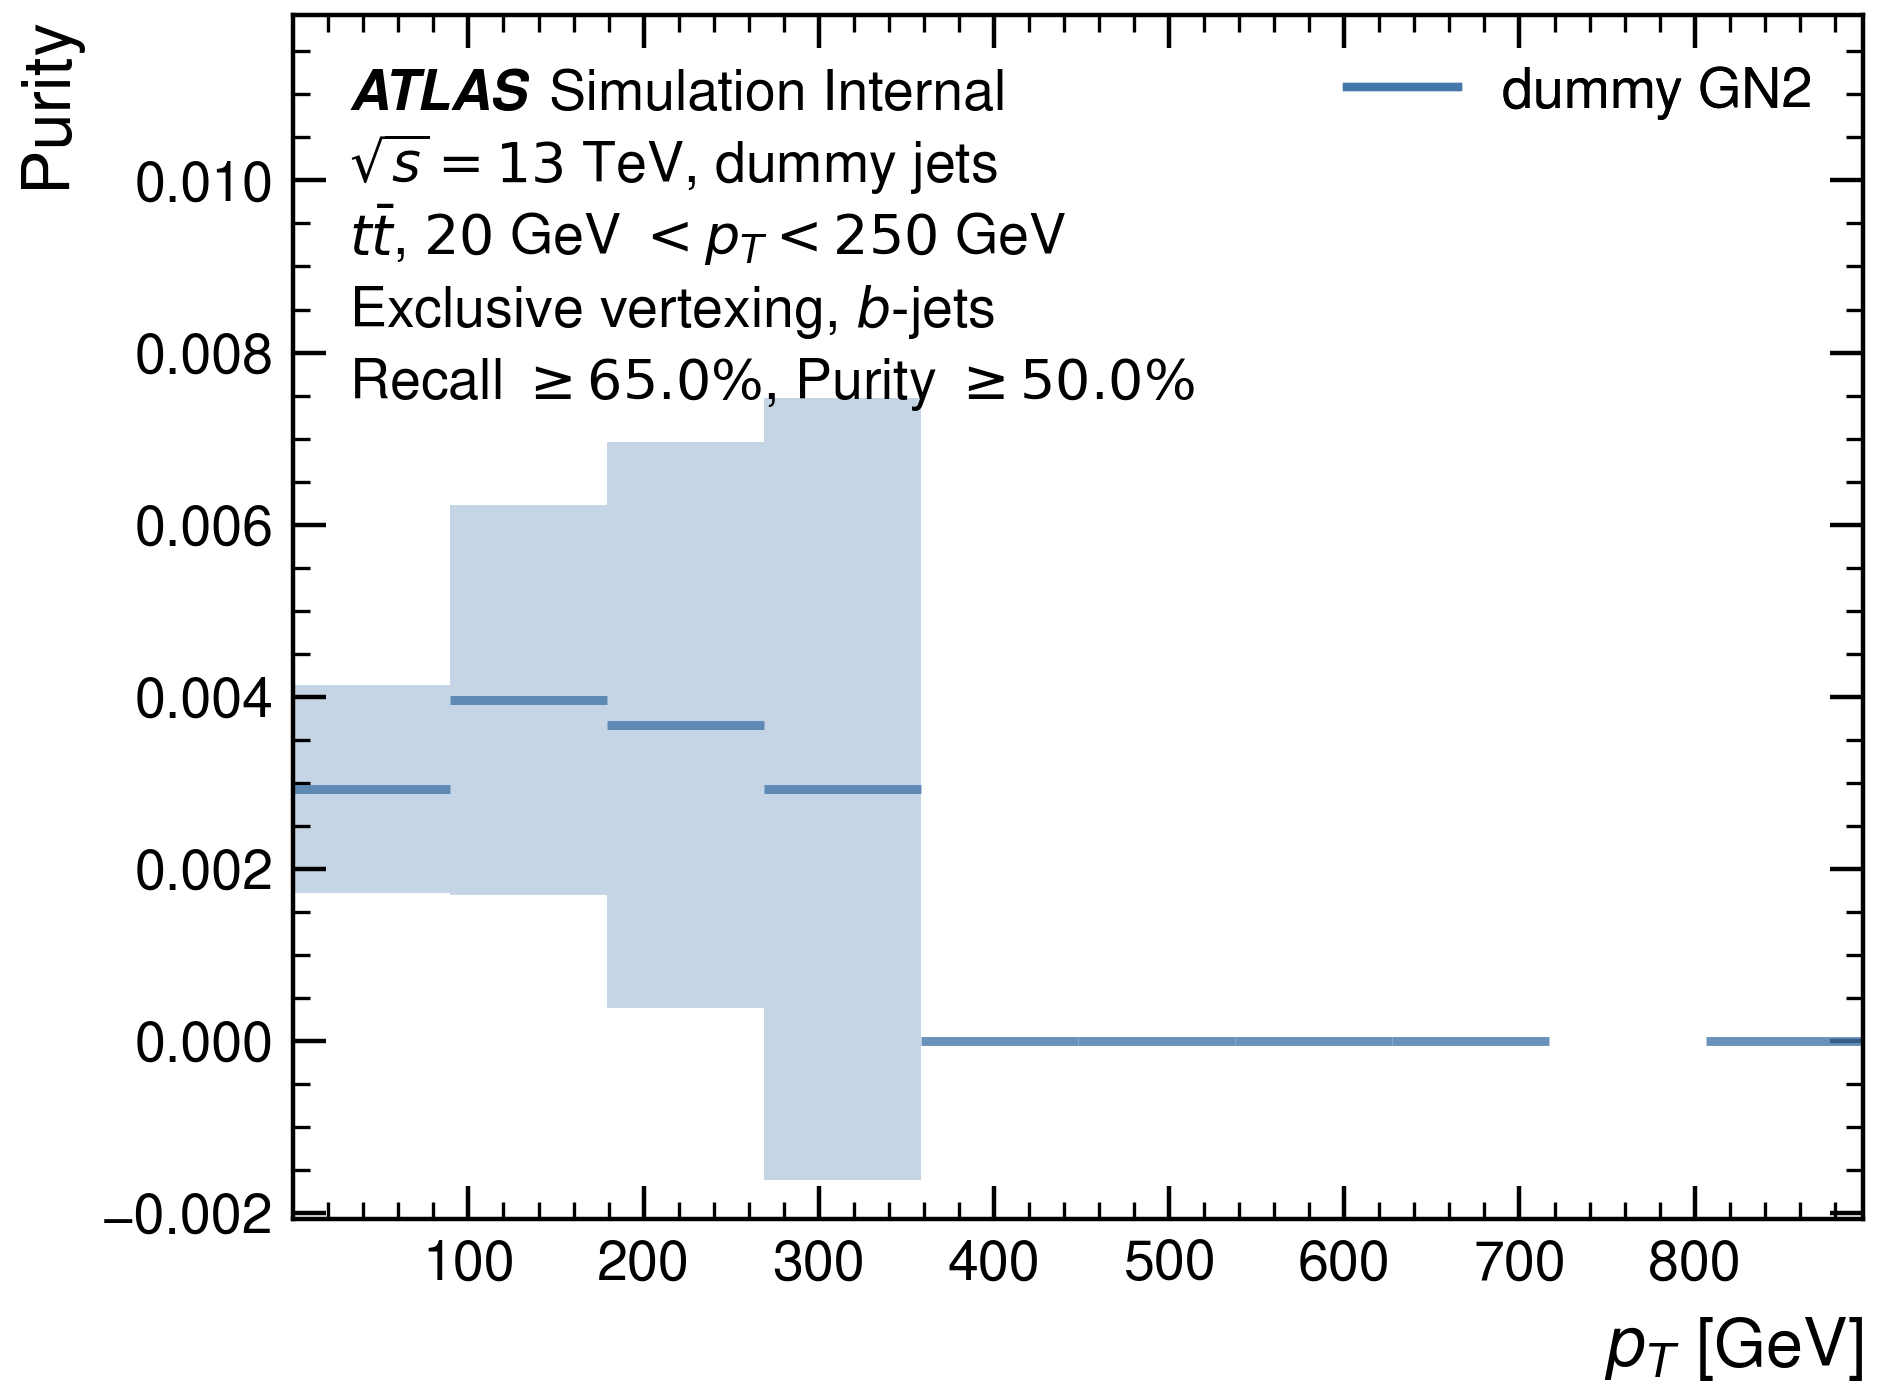 Purity
ATLAS Simulation Internal
√s = 13 TeV, dummy jets
tt̄, 20 GeV < p_T < 250 GeV
Exclusive vertexing, b-jets
Recall ≥ 65.0%, Purity ≥ 50.0%
dummy GN2
0.010
0.008
0.006
0.004
0.002
0.000
−0.002
100 200 300 400 500 600 700 800
p_T [GeV]